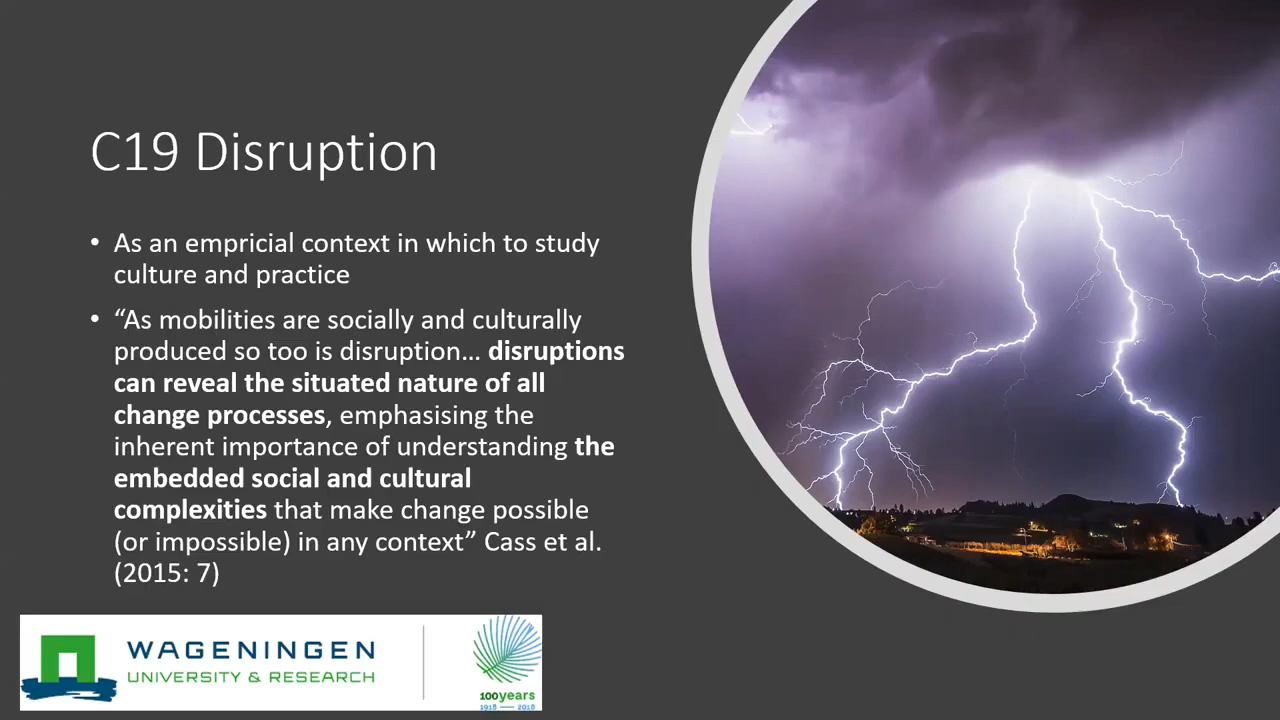 C19 Disruption
• As an empricial context in which to study
culture and practice
• “As mobilities are socially and culturally
produced so too is disruption… disruptions
can reveal the situated nature of all
change processes, emphasising the
inherent importance of understanding the
embedded social and cultural
complexities that make change possible
(or impossible) in any context” Cass et al.
(2015: 7)
WAGENINGEN
UNIVERSITY & RESEARCH
100years
1918 — 2018